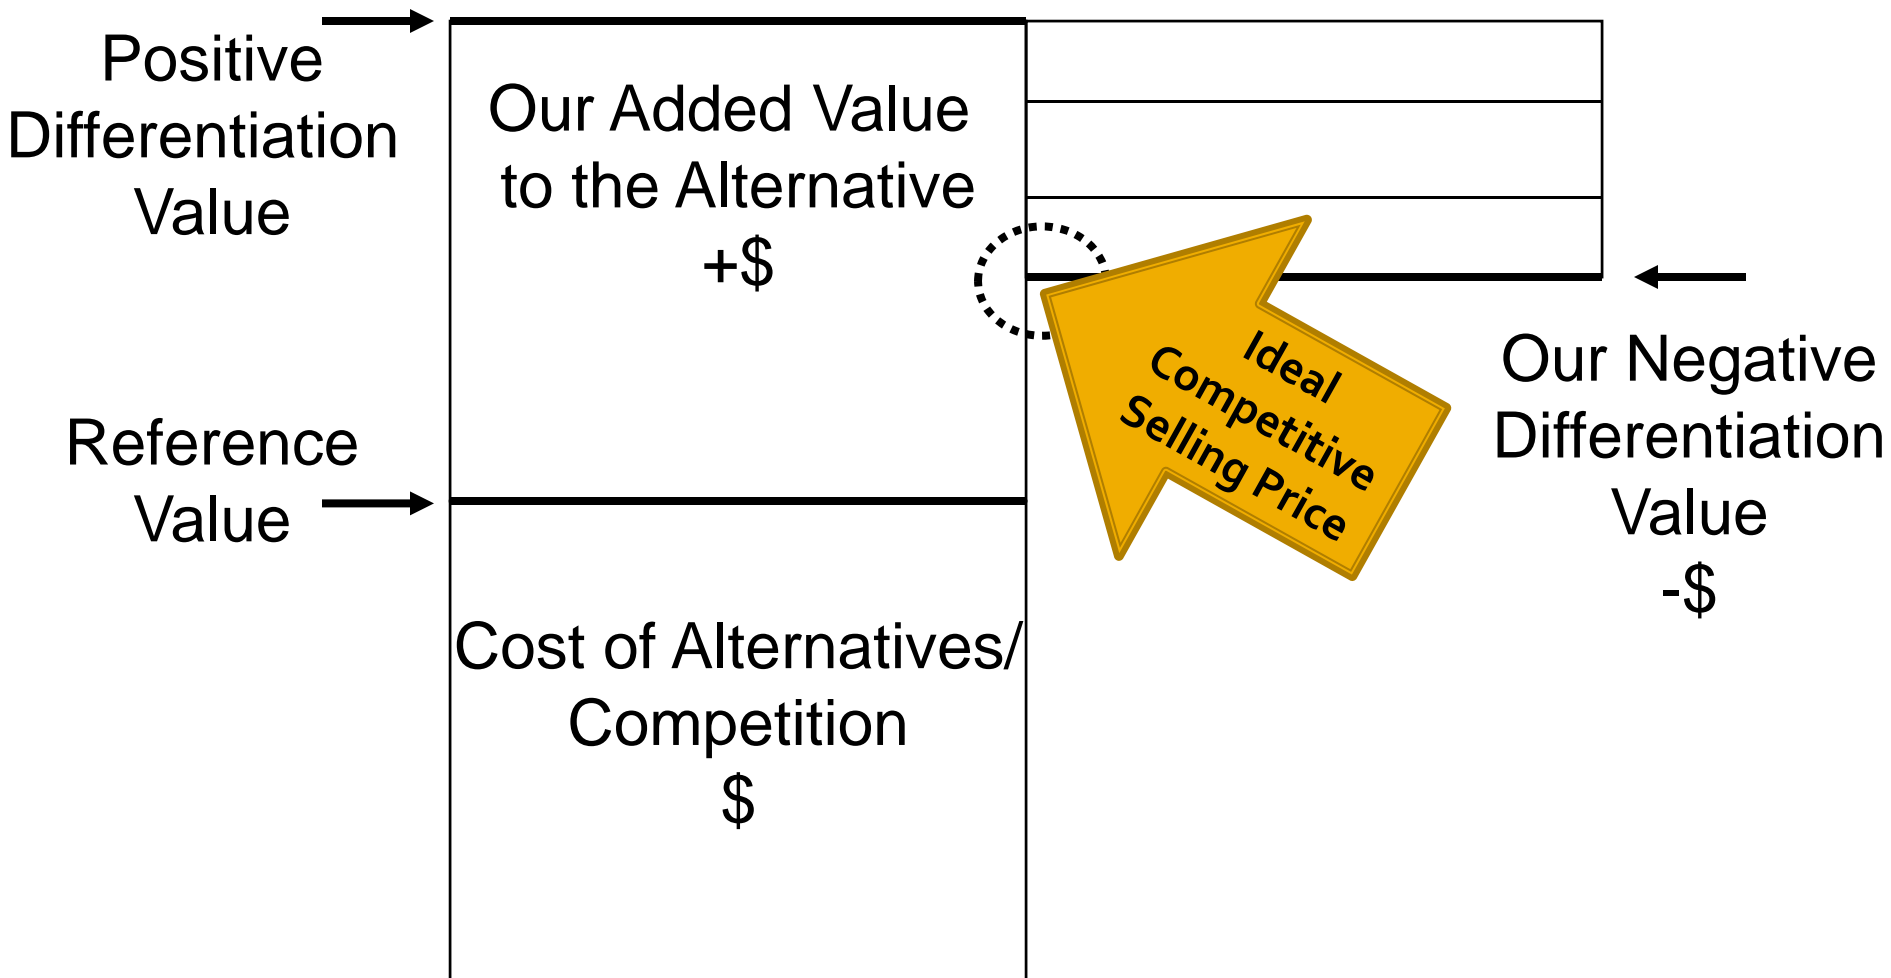 Positive
Differentiation
Value
Our Added Value
to the Alternative
+$
Reference
Value
Cost of Alternatives/
Competition
$
Ideal
Competitive
Selling Price
Our Negative
Differentiation
Value
-$